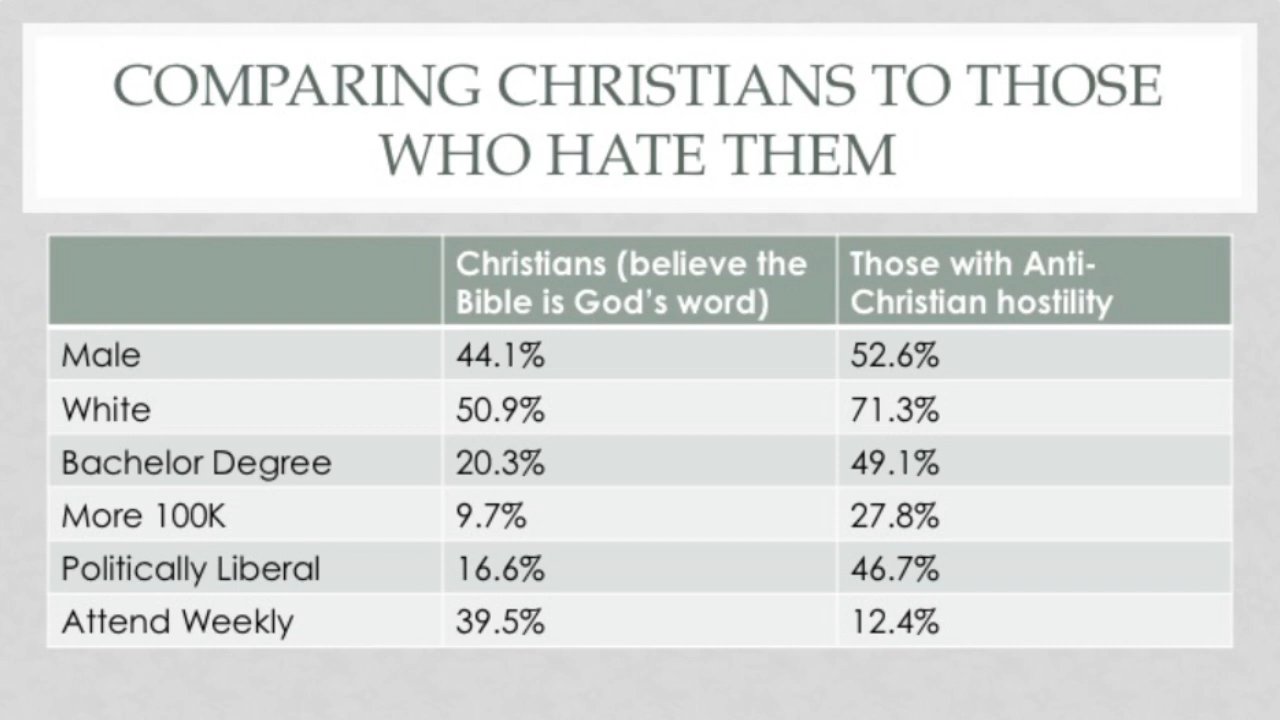 COMPARING CHRISTIANS TO THOSE
WHO HATE THEM
Christians (believe the
Bible is God's word)
Those with Anti-
Christian hostility
Male 44.1% 52.6%
White 50.9% 71.3%
Bachelor Degree 20.3% 49.1%
More 100K 9.7% 27.8%
Politically Liberal 16.6% 46.7%
Attend Weekly 39.5% 12.4%